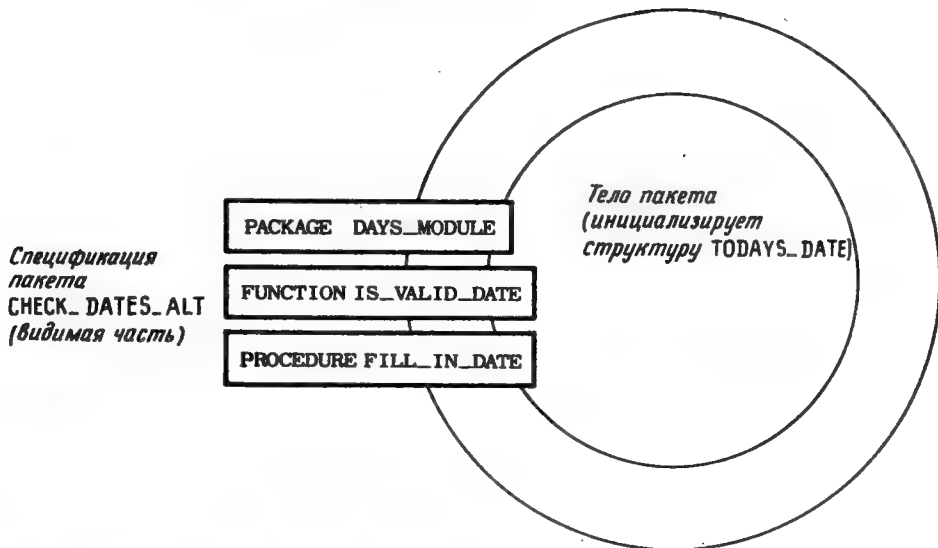 Спецификация
пакета
CHECK_DATES_ALT
(видимая часть)
PACKAGE DAYS_MODULE
FUNCTION IS_VALID_DATE
PROCEDURE FILL_IN_DATE
Тело пакета
(инициализирует
структуру TODAYS_DATE)